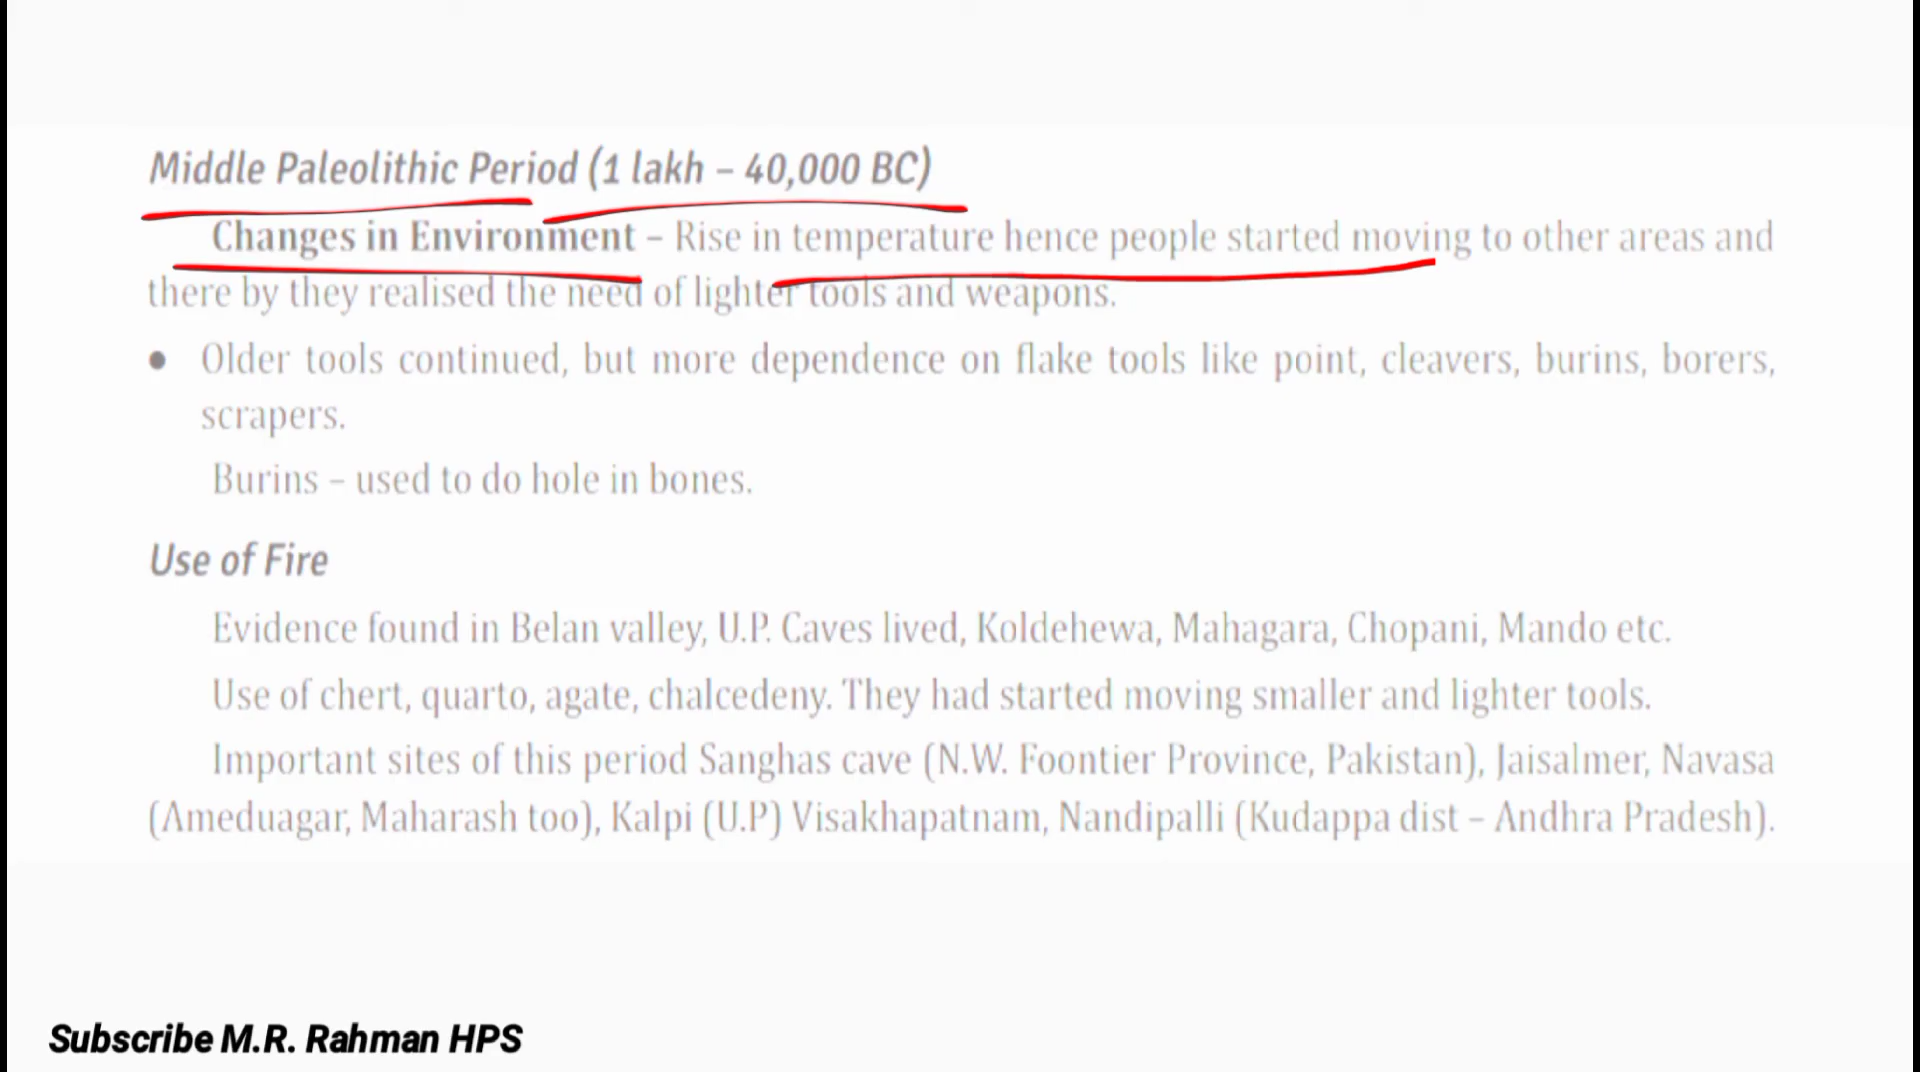 Middle Paleolithic Period (1 lakh – 40,000 BC)
Changes in Environment – Rise in temperature hence people started moving to other areas and
there by they realised the need of lighter tools and weapons.
● Older tools continued, but more dependence on flake tools like point, cleavers, burins, borers,
scrapers.
Burins – used to do hole in bones.
Use of Fire
Evidence found in Belan valley, U.P. Caves lived, Koldehewa, Mahagara, Chopani, Mando etc.
Use of chert, quarto, agate, chalcedeny. They had started moving smaller and lighter tools.
Important sites of this period Sanghas cave (N.W. Foontier Province, Pakistan), Jaisalmer, Navasa
(Ameduagar, Maharash too), Kalpi (U.P) Visakhapatnam, Nandipalli (Kudappa dist – Andhra Pradesh).
Subscribe M.R. Rahman HPS